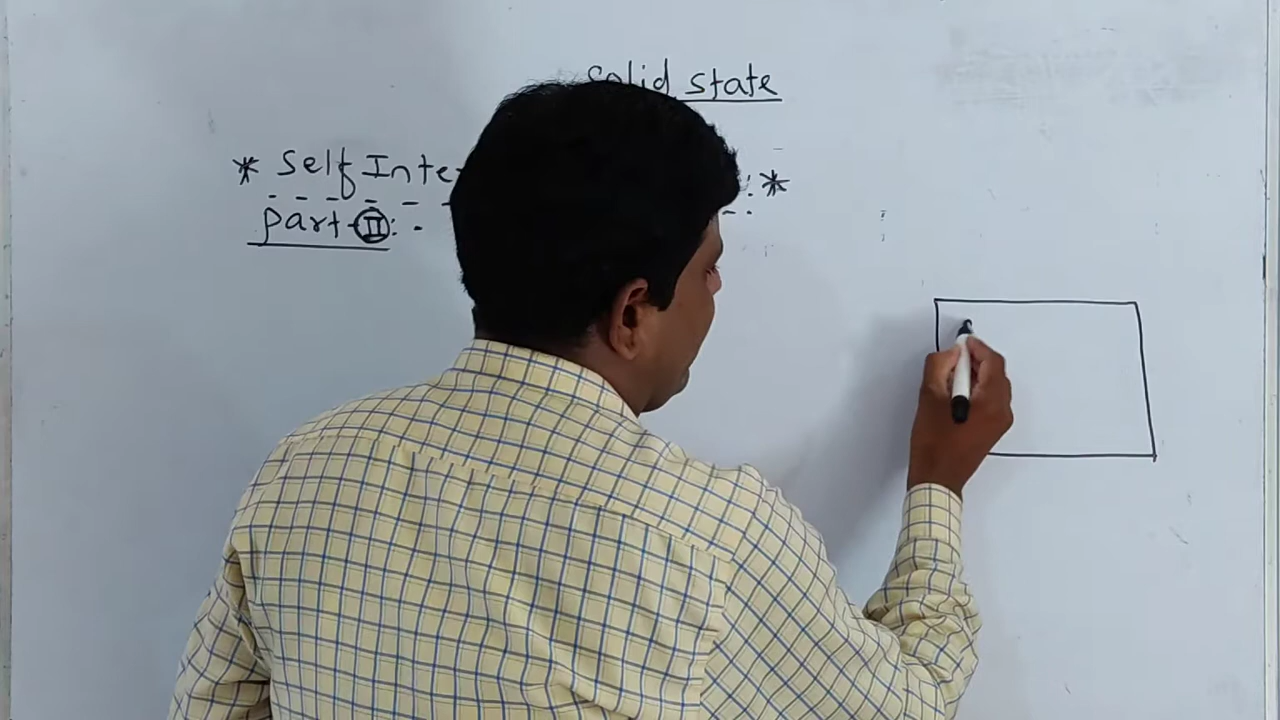 Solid state
* Self Inte :*
part-II:-